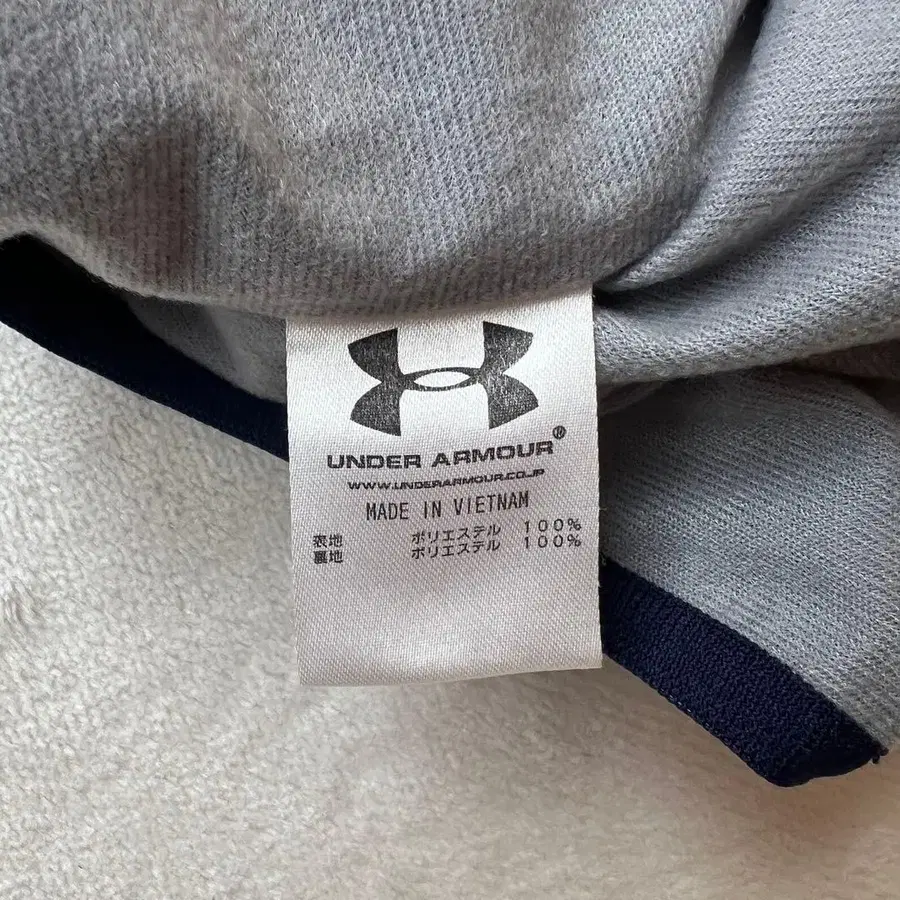 UNDER ARMOUR®
WWW.UNDERARMOUR.CO.JP
MADE IN VIETNAM
表地 ポリエステル 100%
裏地 ポリエステル 100%